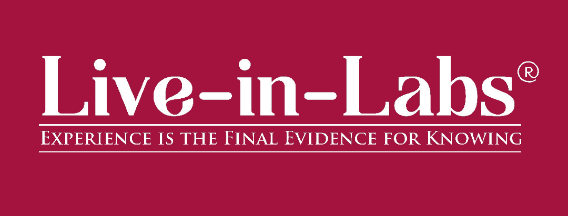 Live-in-Labs®
EXPERIENCE IS THE FINAL EVIDENCE FOR KNOWING